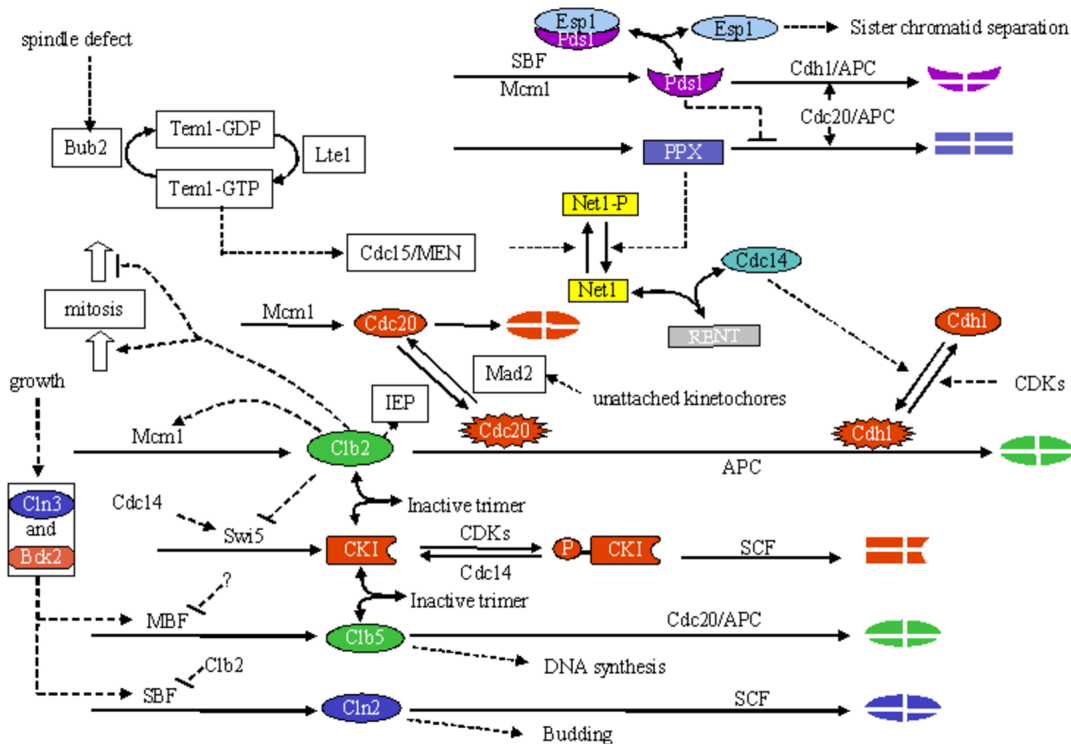 Esp1
Pds1
Esp1
Sister chromatid separation
spindle defect
SBF
Mcm1
Pds1
Cdh1/APC
Cdc20/APC
Bub2
Tem1-GDP
Lte1
Tem1-GTP
PPX
Net1-P
Cdc15/MEN
Net1
Cdc14
RENT
mitosis
Mcm1
Cdc20
Cdh1
growth
Mad2
unattached kinetochores
CDKs
IEP
Mcm1
Clb2
Cdc20
Cdh1
APC
Cln3
and
Bck2
Cdc14
Swi5
Inactive trimer
CKI
CDKs
Cdc14
P
CKI
SCF
?
Inactive trimer
MBF
Clb5
Cdc20/APC
DNA synthesis
Clb2
SBF
Cln2
SCF
Budding